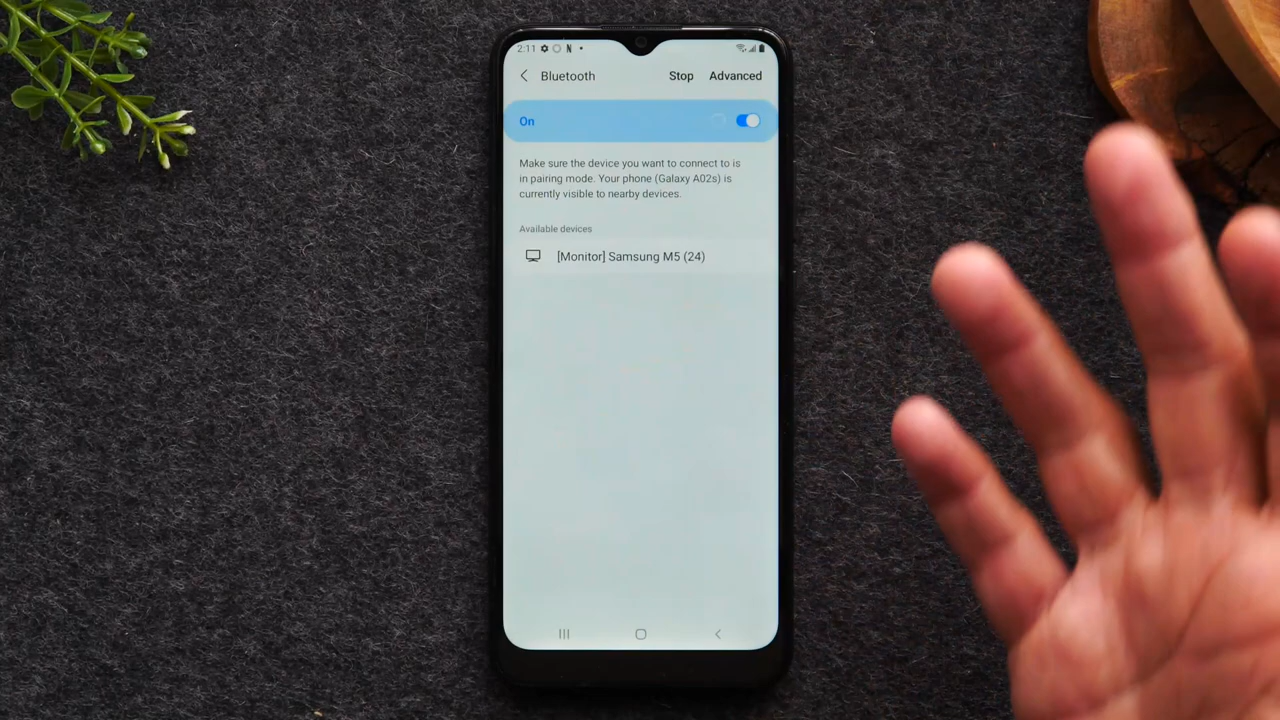 2:11
Bluetooth
Stop
Advanced
On
Make sure the device you want to connect to is
in pairing mode. Your phone (Galaxy A02s) is
currently visible to nearby devices.
Available devices
[Monitor] Samsung M5 (24)